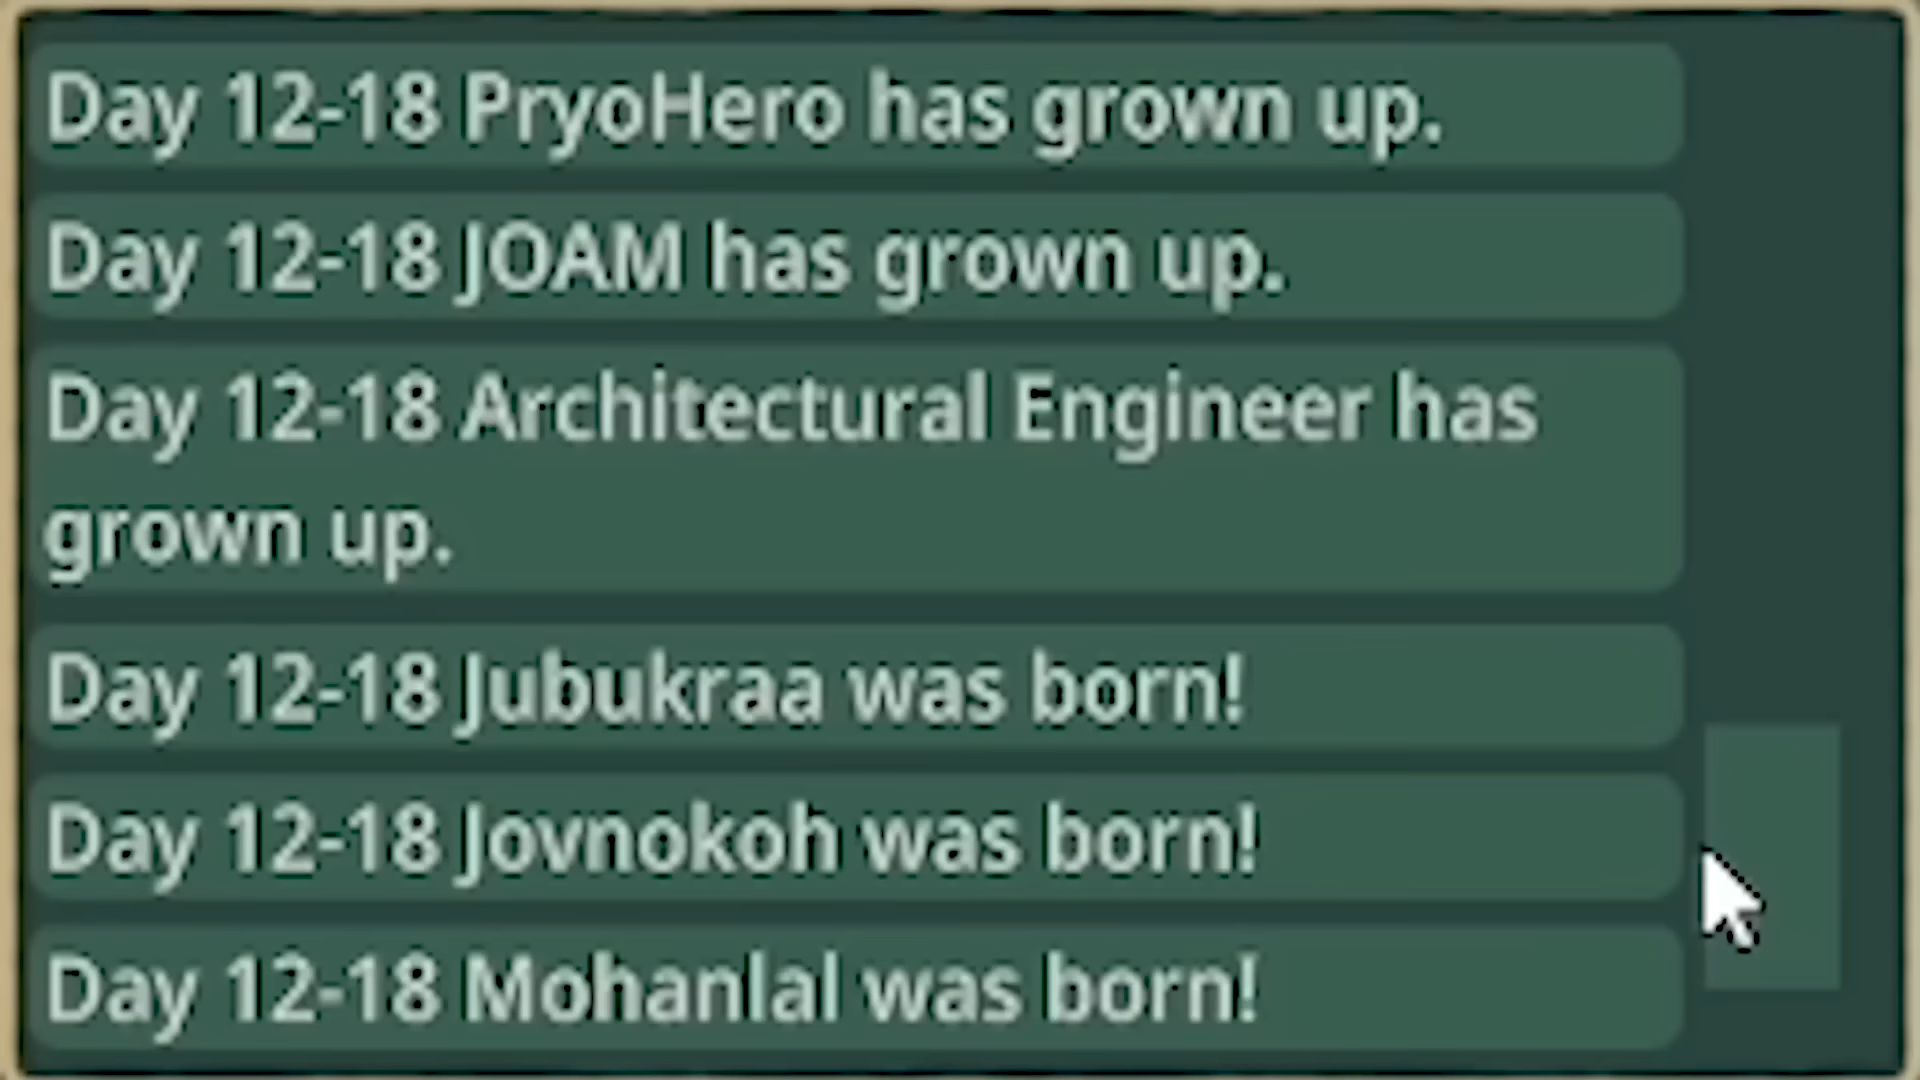 Day 12-18 PryoHero has grown up.
Day 12-18 JOAM has grown up.
Day 12-18 Architectural Engineer has
grown up.
Day 12-18 Jubukraa was born!
Day 12-18 Jovnokoh was born!
Day 12-18 Mohanlal was born!